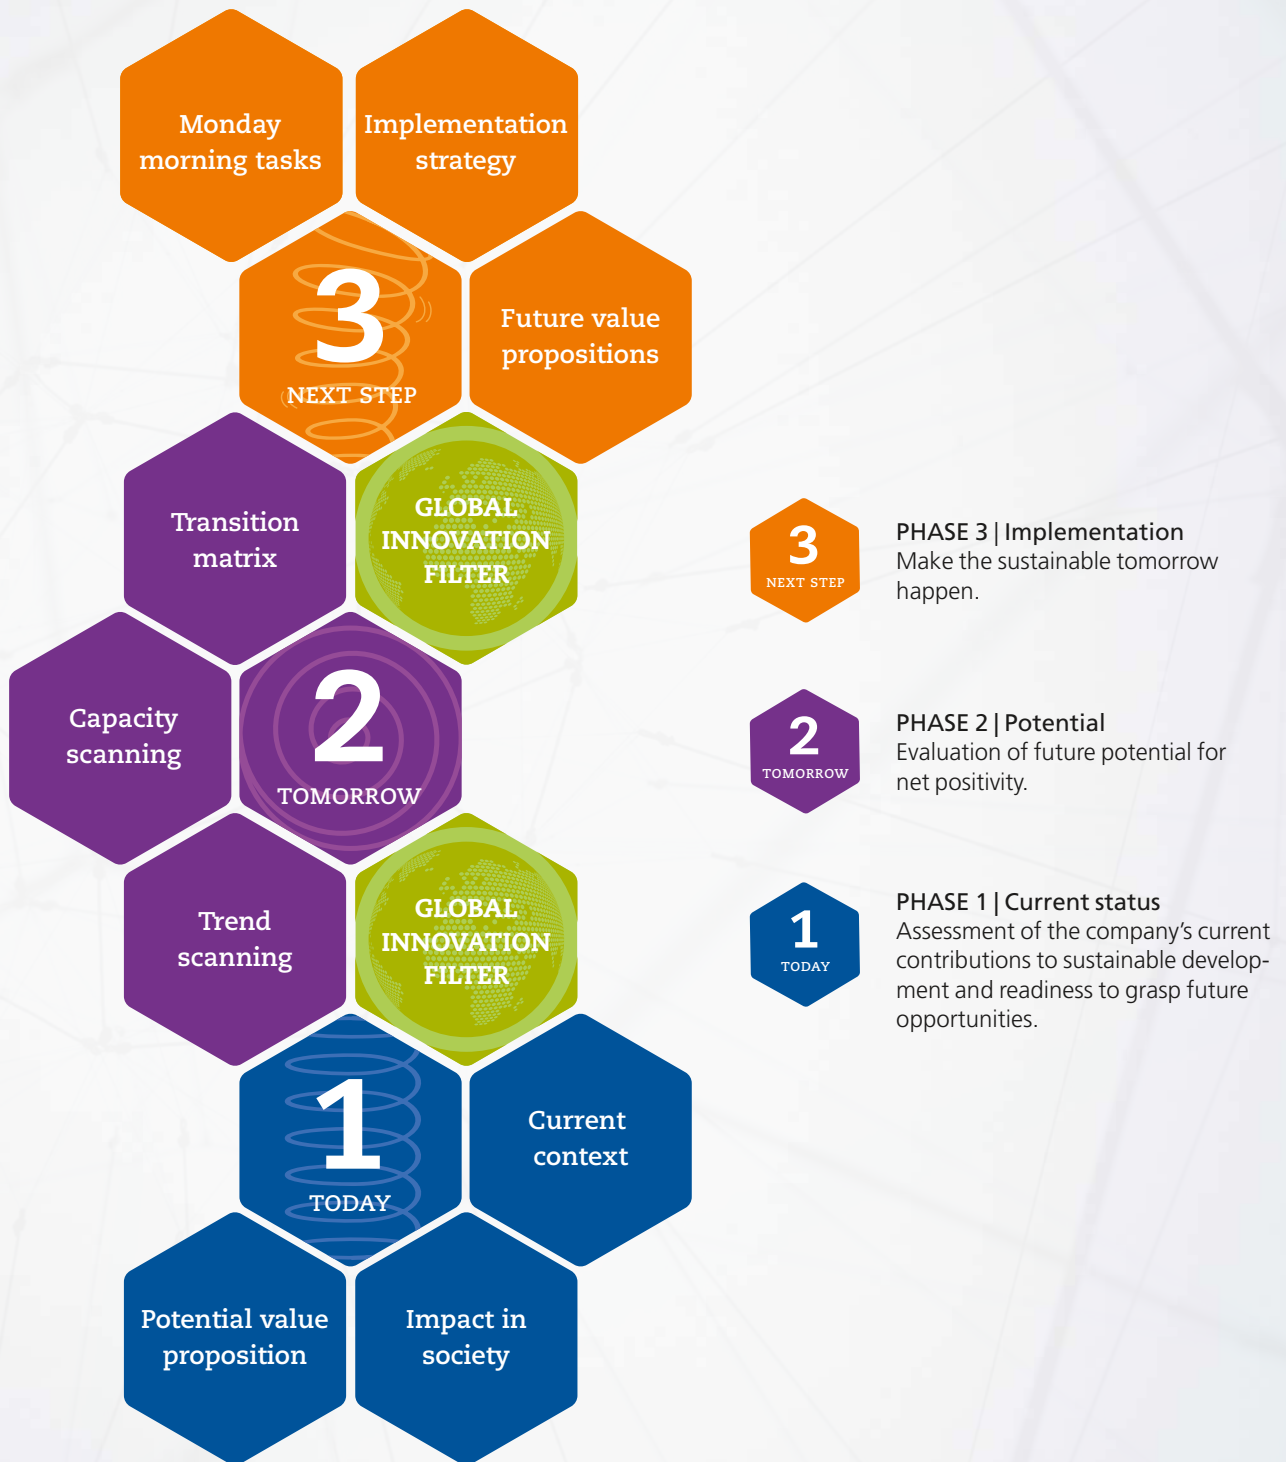 Monday
morning tasks
Implementation
strategy
3
NEXT STEP
Future value
propositions
Transition
matrix
GLOBAL
INNOVATION
FILTER
Capacity
scanning
2
TOMORROW
Trend
scanning
GLOBAL
INNOVATION
FILTER
1
TODAY
Current
context
Potential value
proposition
Impact in
society
3
NEXT STEP
PHASE 3 | Implementation
Make the sustainable tomorrow
happen.
2
TOMORROW
PHASE 2 | Potential
Evaluation of future potential for
net positivity.
1
TODAY
PHASE 1 | Current status
Assessment of the company’s current
contributions to sustainable develop-
ment and readiness to grasp future
opportunities.